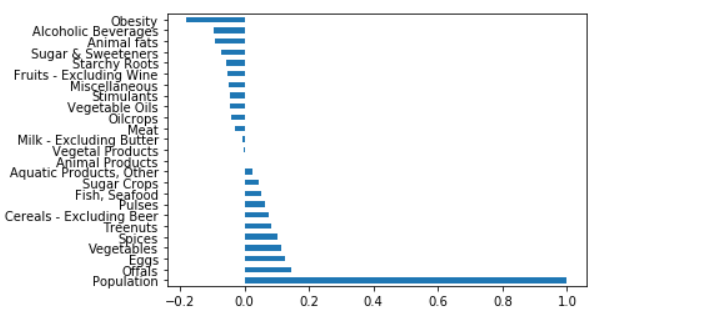 Obesity
Alcoholic Beverages
Animal fats
Sugar & Sweeteners
Starchy Roots
Fruits - Excluding Wine
Miscellaneous
Stimulants
Vegetable Oils
Oilcrops
Meat
Milk - Excluding Butter
Vegetal Products
Animal Products
Aquatic Products, Other
Sugar Crops
Fish, Seafood
Pulses
Cereals - Excluding Beer
Treenuts
Spices
Vegetables
Eggs
Offals
Population
−0.2 0.0 0.2 0.4 0.6 0.8 1.0